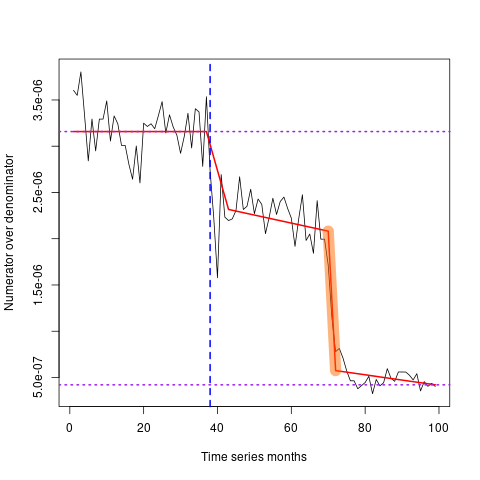 3.5e-06
2.5e-06
1.5e-06
5.0e-07
Numerator over denominator
0 20 40 60 80 100
Time series months